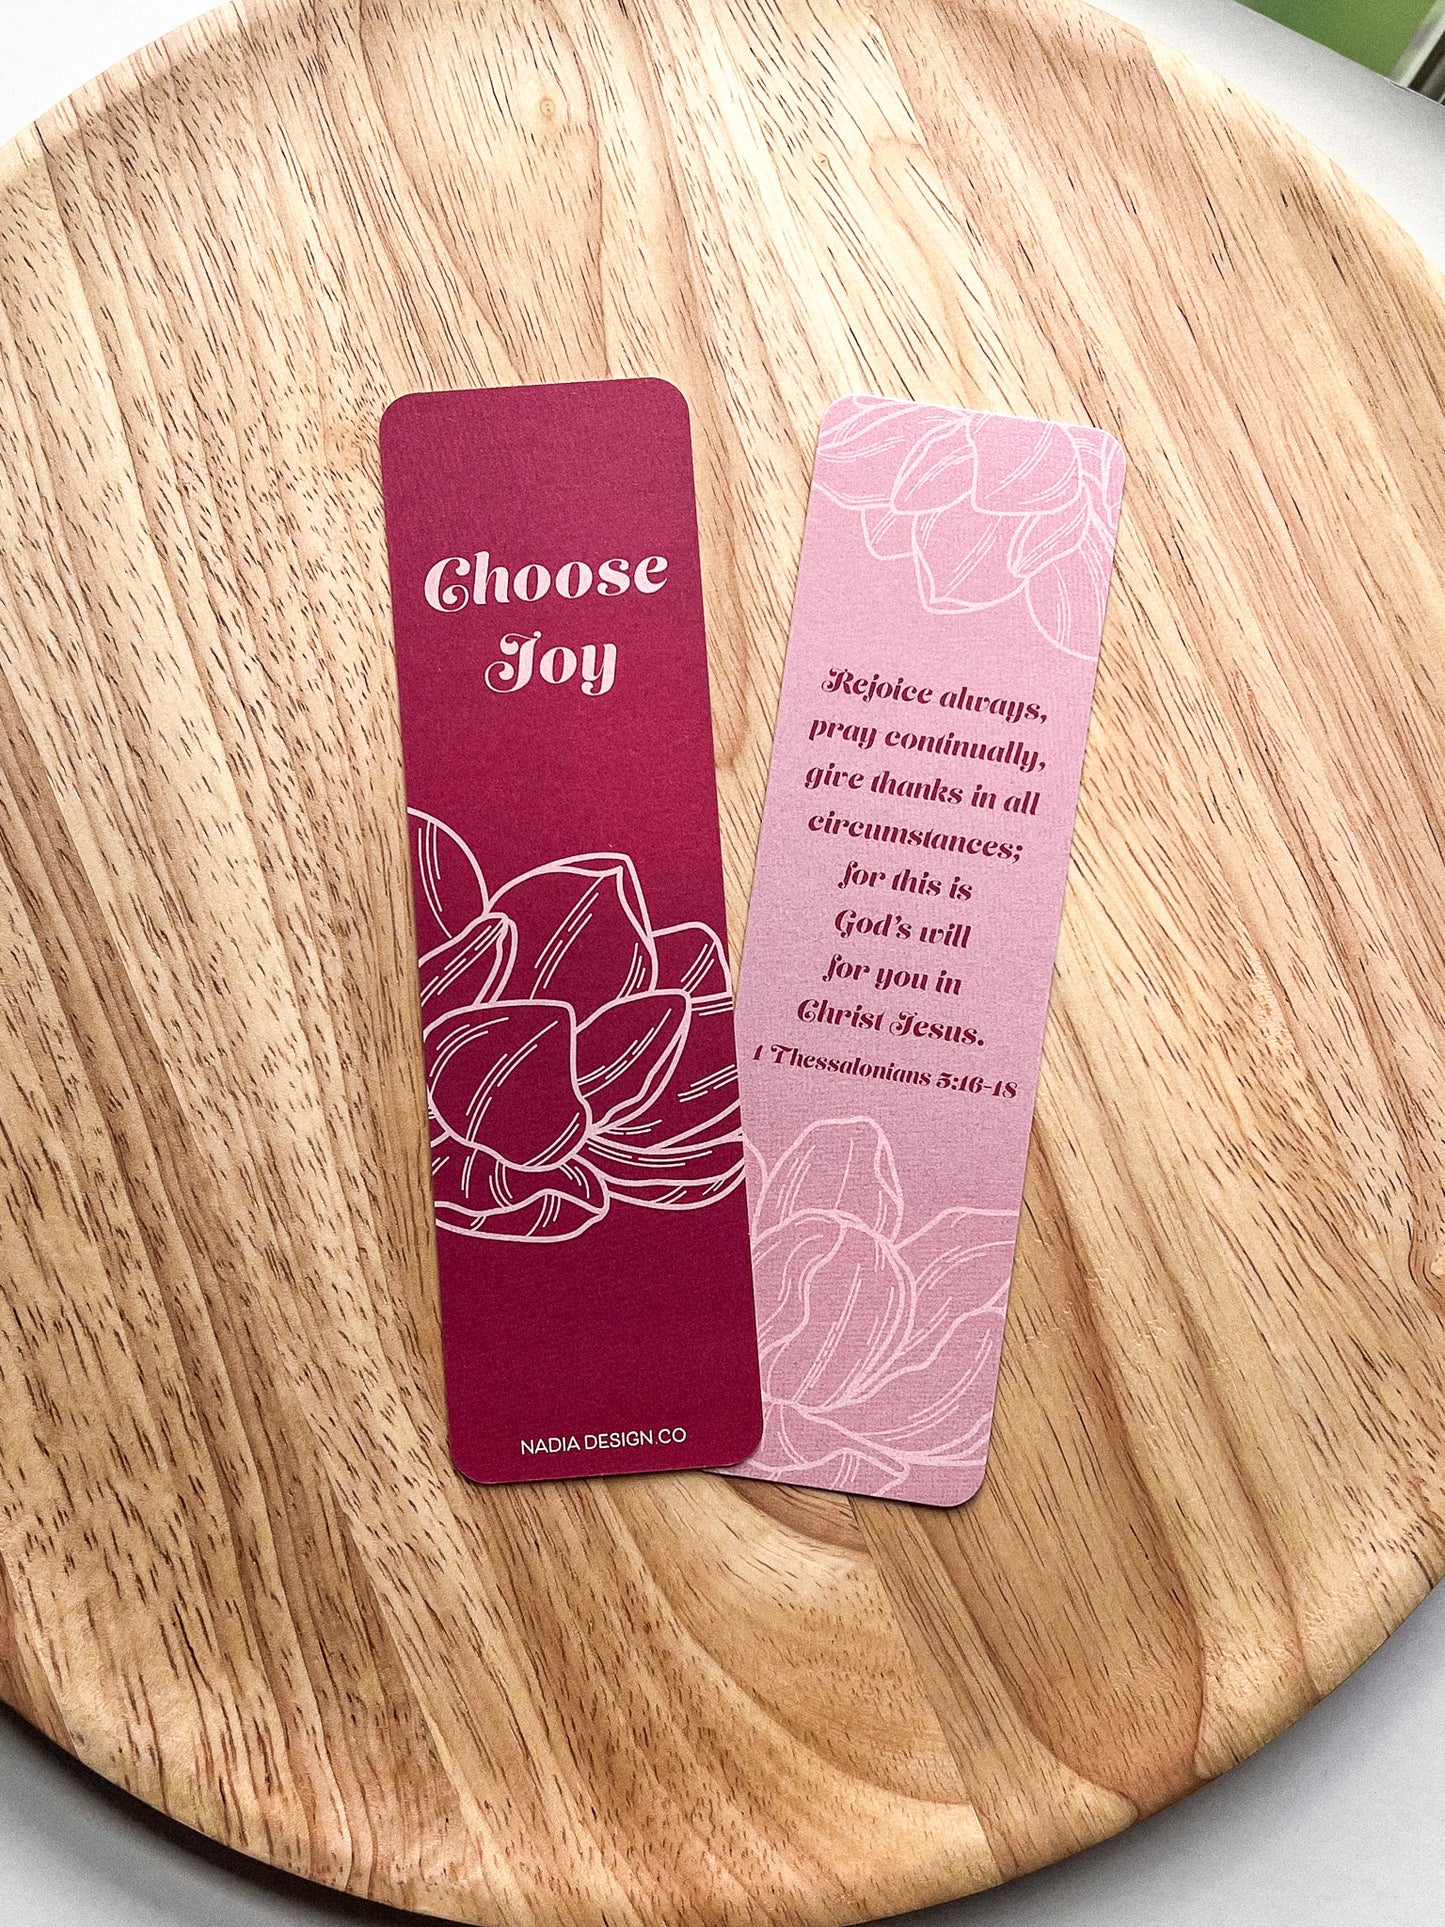 Choose
Joy
NADIA DESIGN.CO
Rejoice always,
pray continually,
give thanks in all
circumstances;
for this is
God's will
for you in
Christ Jesus.
1 Thessalonians 5:16-18